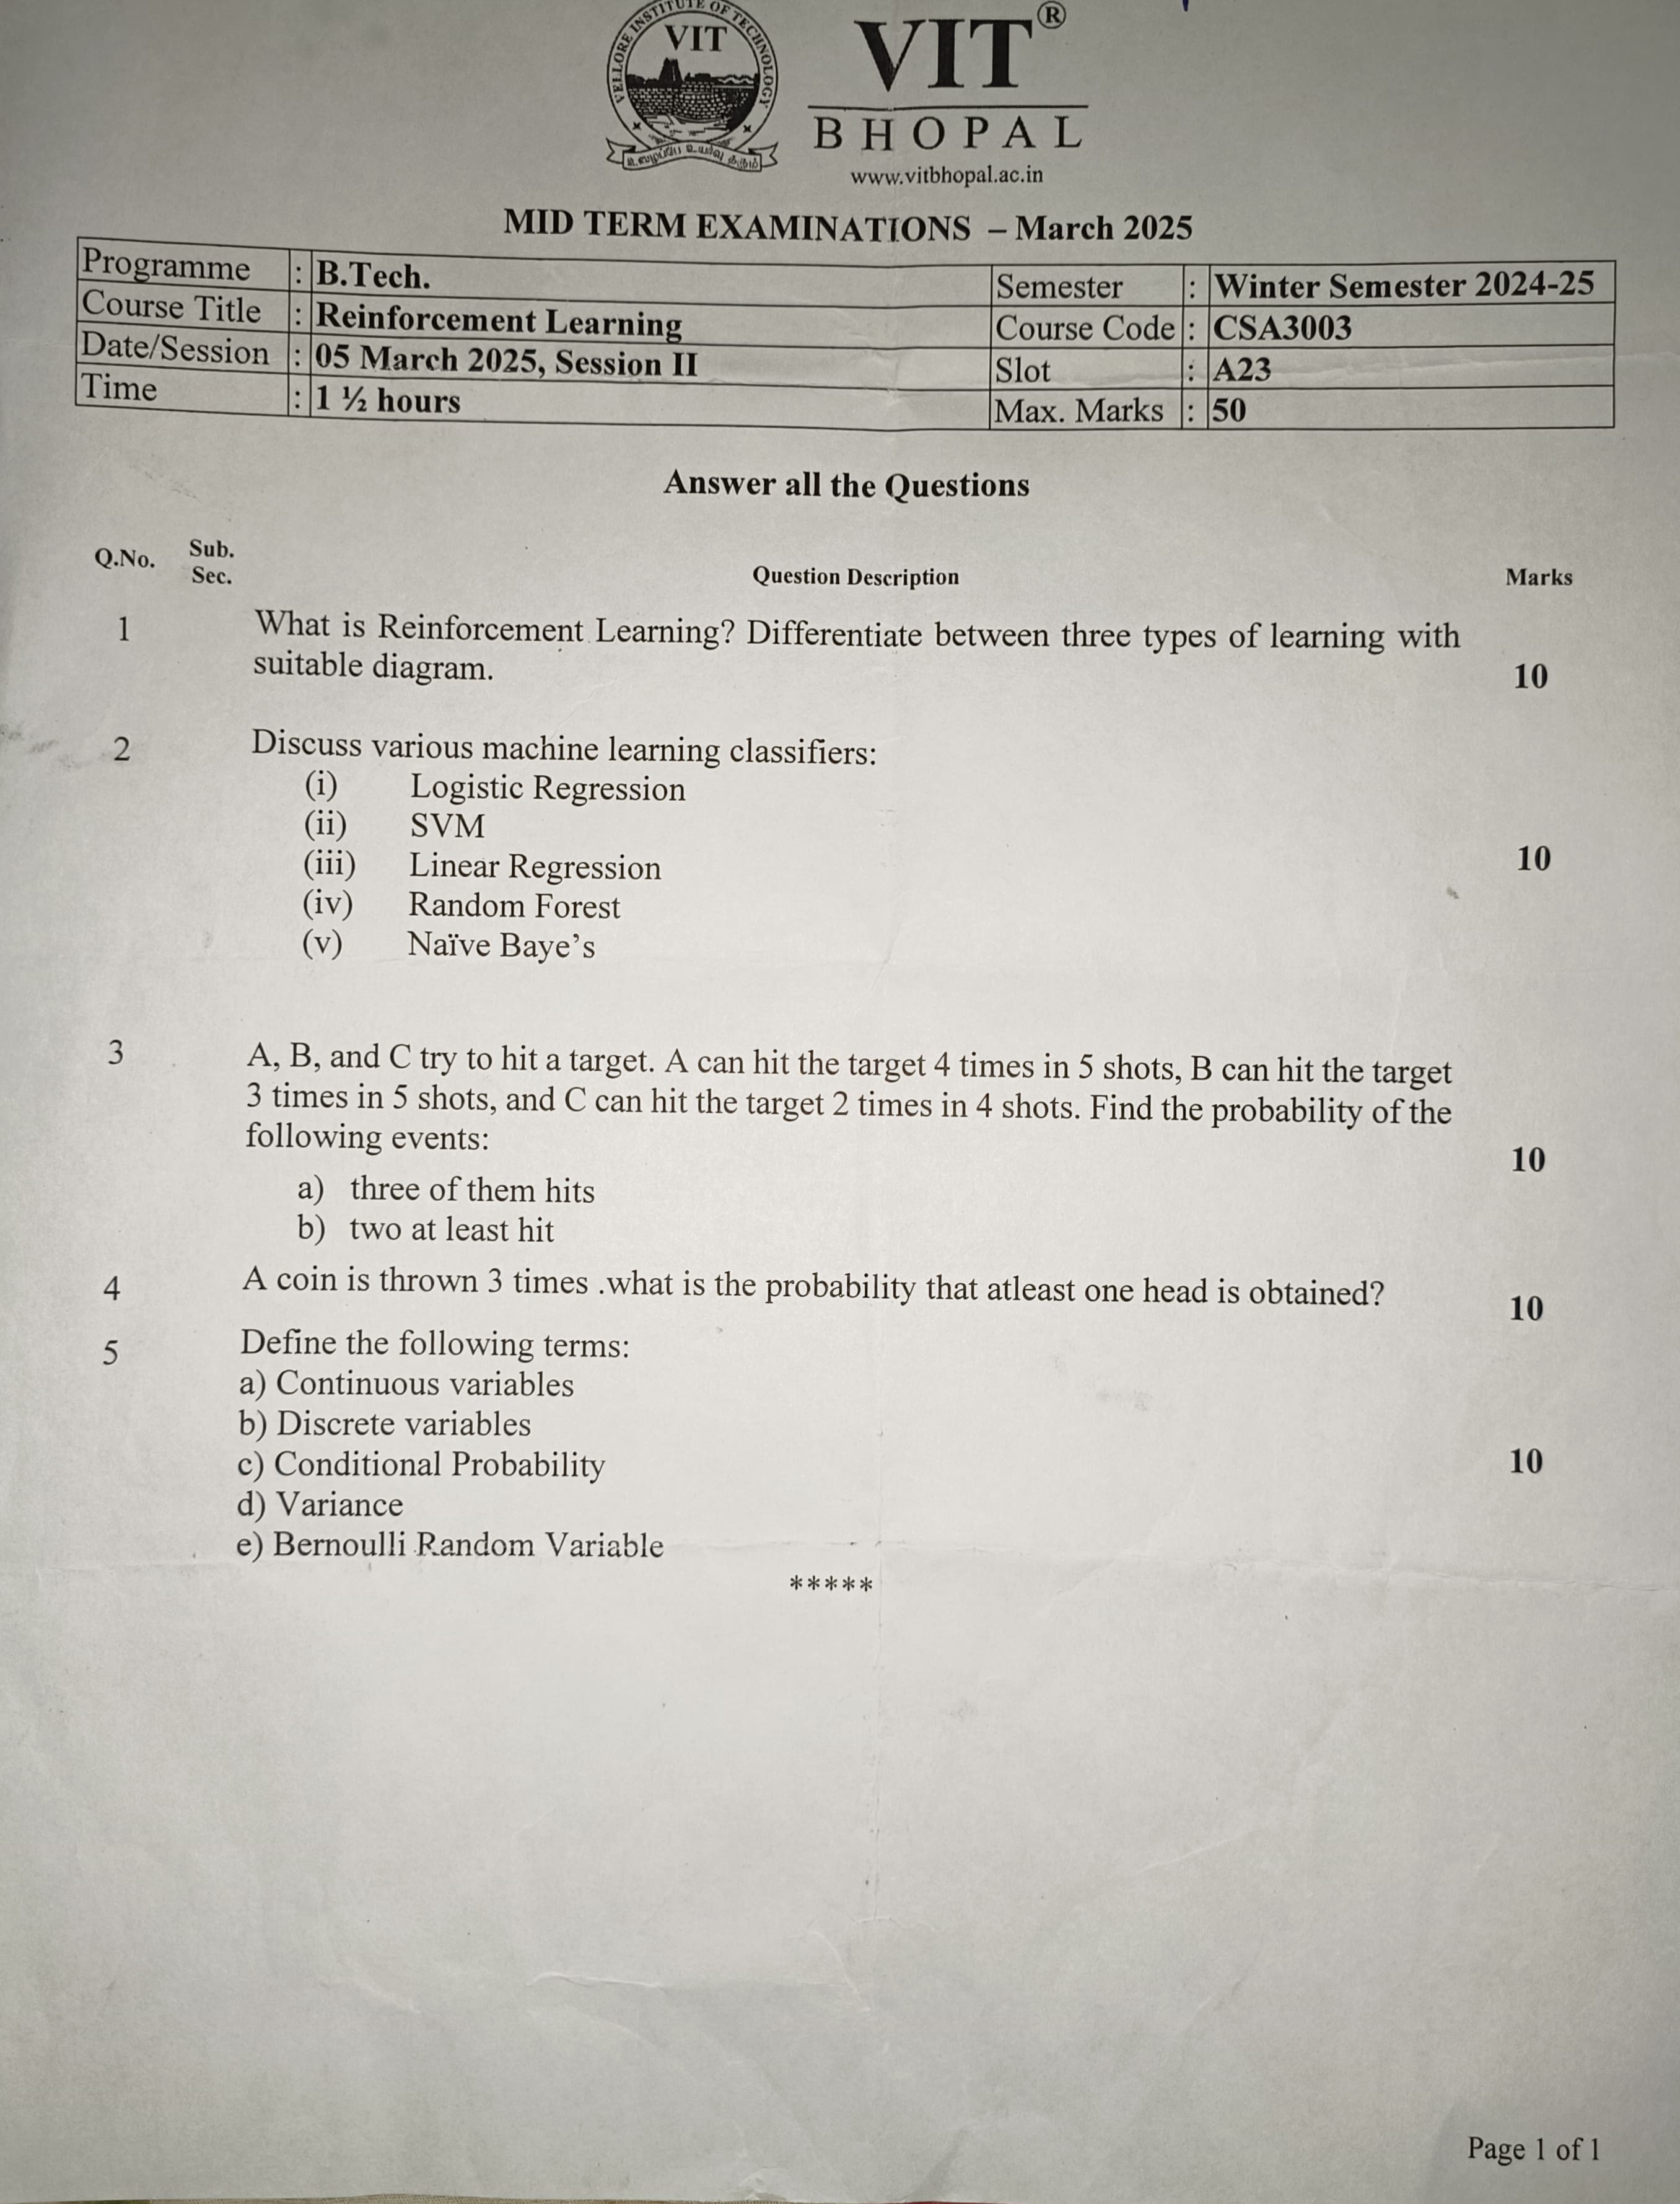 VELLORE INSTITUTE OF TECHNOLOGY
VIT
VIT®
BHOPAL
www.vitbhopal.ac.in
MID TERM EXAMINATIONS – March 2025
Programme : B.Tech. Semester : Winter Semester 2024-25
Course Title : Reinforcement Learning Course Code : CSA3003
Date/Session : 05 March 2025, Session II Slot : A23
Time : 1 ½ hours Max. Marks : 50
Answer all the Questions
Q.No. Sub. Sec. Question Description Marks
1 What is Reinforcement Learning? Differentiate between three types of learning with
suitable diagram. 10
2 Discuss various machine learning classifiers:
(i) Logistic Regression
(ii) SVM
(iii) Linear Regression 10
(iv) Random Forest
(v) Naïve Baye's
3 A, B, and C try to hit a target. A can hit the target 4 times in 5 shots, B can hit the target
3 times in 5 shots, and C can hit the target 2 times in 4 shots. Find the probability of the
following events: 10
a) three of them hits
b) two at least hit
4 A coin is thrown 3 times .what is the probability that atleast one head is obtained? 10
5 Define the following terms:
a) Continuous variables
b) Discrete variables
c) Conditional Probability 10
d) Variance
e) Bernoulli Random Variable
*****
Page 1 of 1